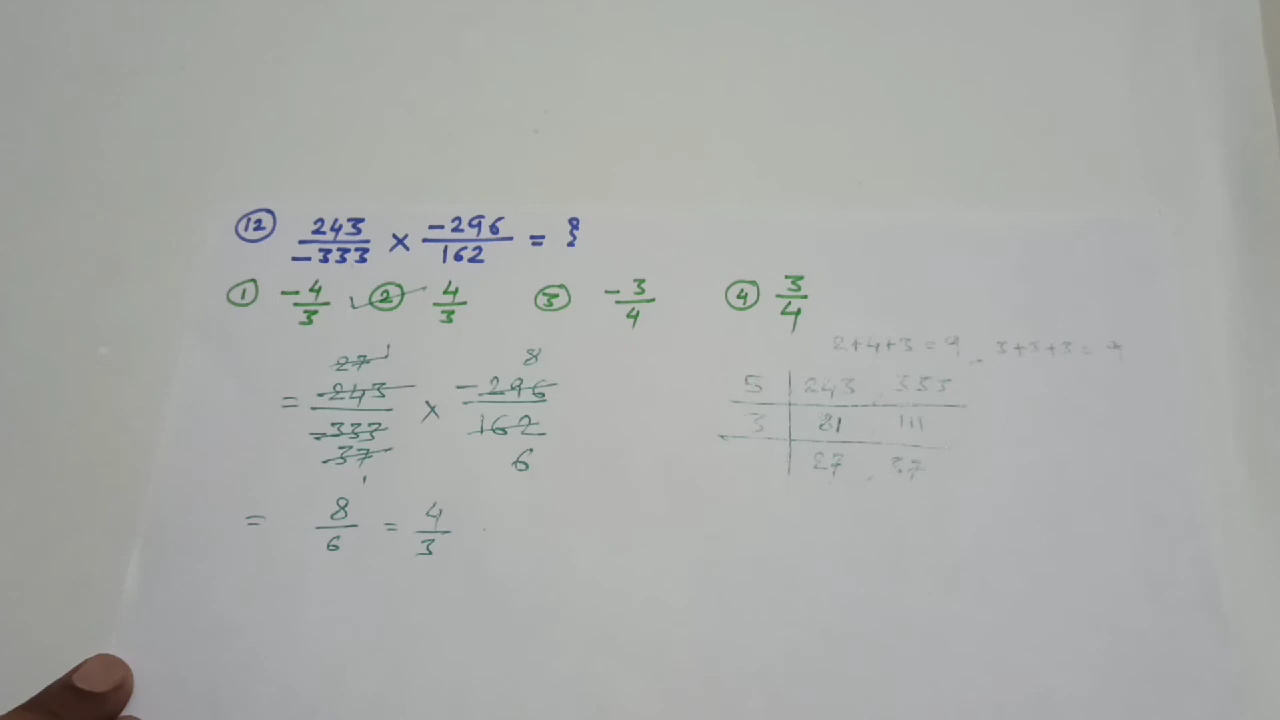 ⑫ 243/-333 × -296/162 = ?
① -4/3 ② 4/3 ③ -3/4 ④ 3/4
2+4+3=9, 3+3+3=9
= 243/-333 × -296/162
27 1 8
37 1 6
3 | 243, 333
3 | 81 111
27, 37
= 8/6 = 4/3